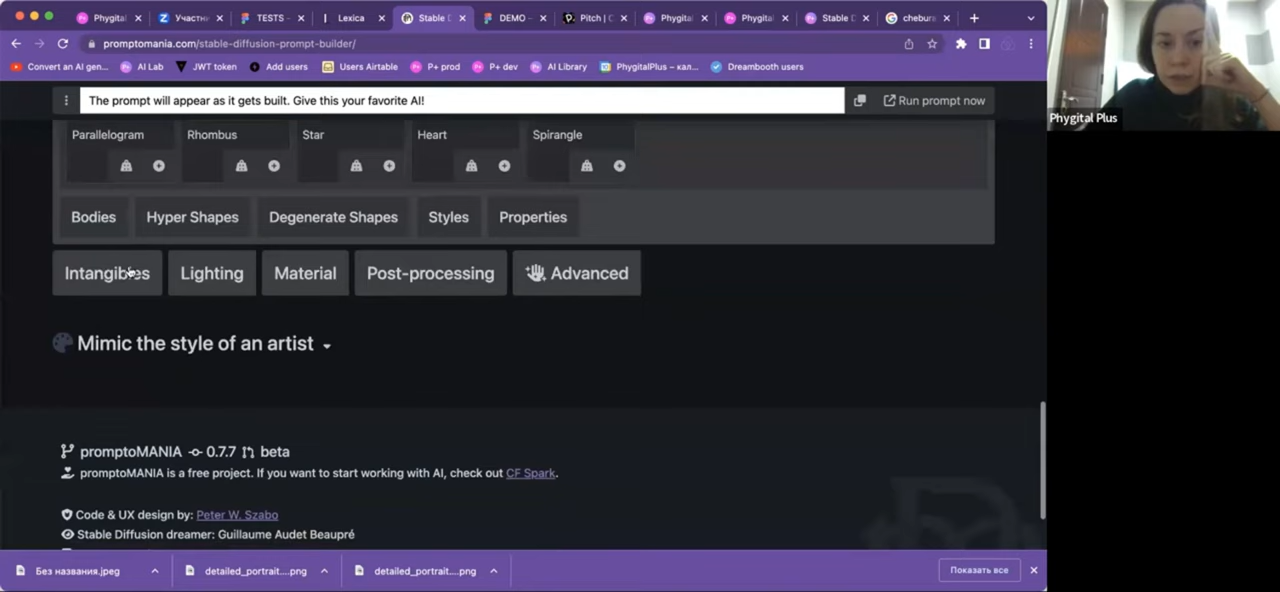 Phygital
Участни
TESTS –
Lexica
Stable D
DEMO –
Pitch | C
Phygital
Phygital
Stable D
chebura
promptomania.com/stable-diffusion-prompt-builder/
Convert an AI gen...
AI Lab
JWT token
Add users
Users Airtable
P+ prod
P+ dev
AI Library
PhygitalPlus – кал...
Dreambooth users
The prompt will appear as it gets built. Give this your favorite AI!
Run prompt now
Phygital Plus
Parallelogram
Rhombus
Star
Heart
Spirangle
Bodies
Hyper Shapes
Degenerate Shapes
Styles
Properties
Intangibles
Lighting
Material
Post-processing
Advanced
Mimic the style of an artist
promptoMANIA 0.7.7 beta
promptoMANIA is a free project. If you want to start working with AI, check out CF Spark.
Code & UX design by: Peter W. Szabo
Stable Diffusion dreamer: Guillaume Audet Beaupré
Без названия.jpeg
detailed_portrait....png
detailed_portrait....png
Показать все